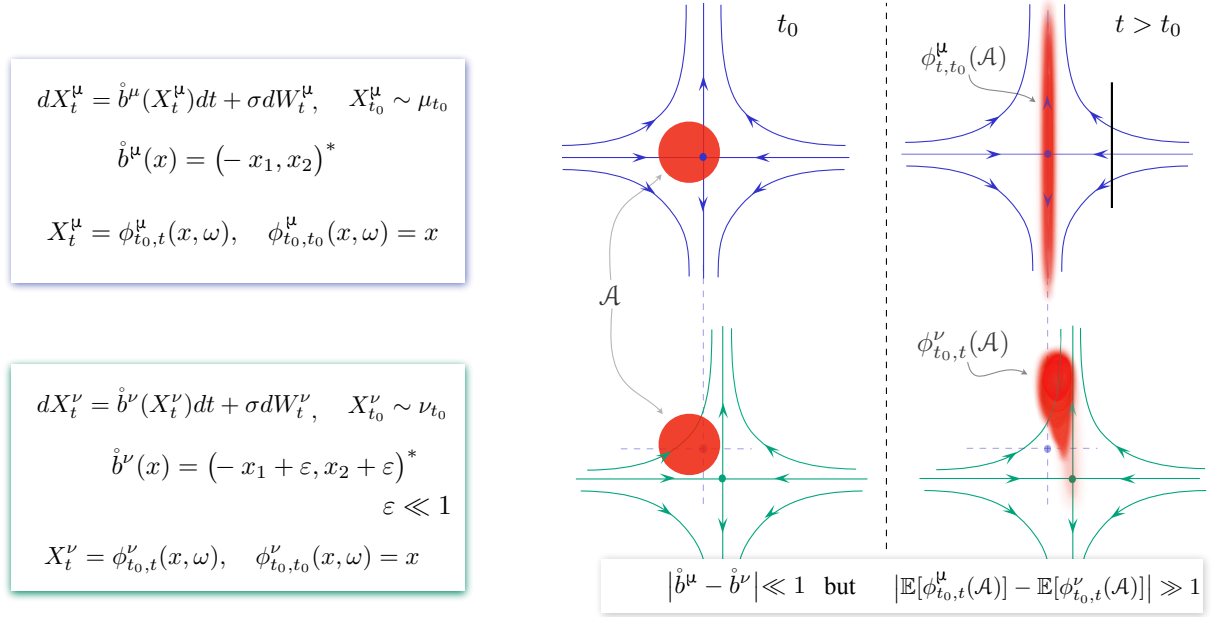 dX_t^μ = b̊^μ(X_t^μ)dt + σdW_t^μ, X_{t_0}^μ ∼ μ_{t_0}
b̊^μ(x) = (− x_1, x_2)^*
X_t^μ = ϕ_{t_0,t}^μ(x, ω), ϕ_{t_0,t_0}^μ(x, ω) = x
dX_t^ν = b̊^ν(X_t^ν)dt + σdW_t^ν, X_{t_0}^ν ∼ ν_{t_0}
b̊^ν(x) = (− x_1 + ε, x_2 + ε)^*
ε ≪ 1
X_t^ν = ϕ_{t_0,t}^ν(x, ω), ϕ_{t_0,t_0}^ν(x, ω) = x
t_0
t > t_0
ϕ_{t,t_0}^μ(𝒜)
𝒜
ϕ_{t_0,t}^ν(𝒜)
|b̊^μ − b̊^ν| ≪ 1 but |𝔼[ϕ_{t_0,t}^μ(𝒜)] − 𝔼[ϕ_{t_0,t}^ν(𝒜)]| ≫ 1